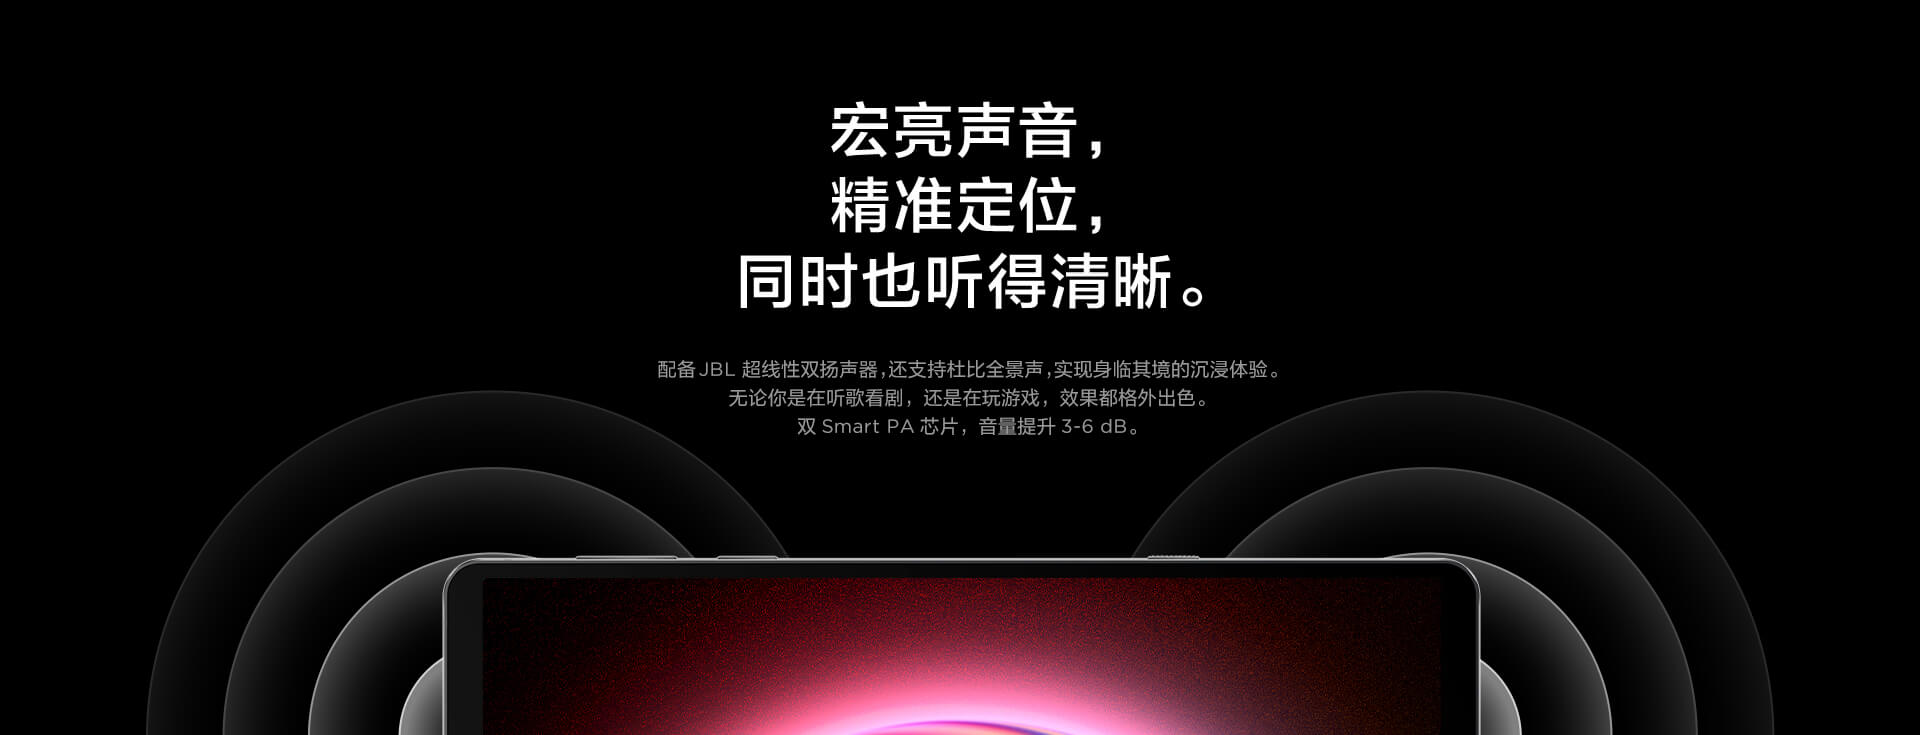 宏亮声音，
精准定位，
同时也听得清晰。
配备 JBL 超线性双扬声器，还支持杜比全景声，实现身临其境的沉浸体验。
无论你是在听歌看剧，还是在玩游戏，效果都格外出色。
双 Smart PA 芯片，音量提升 3-6 dB。